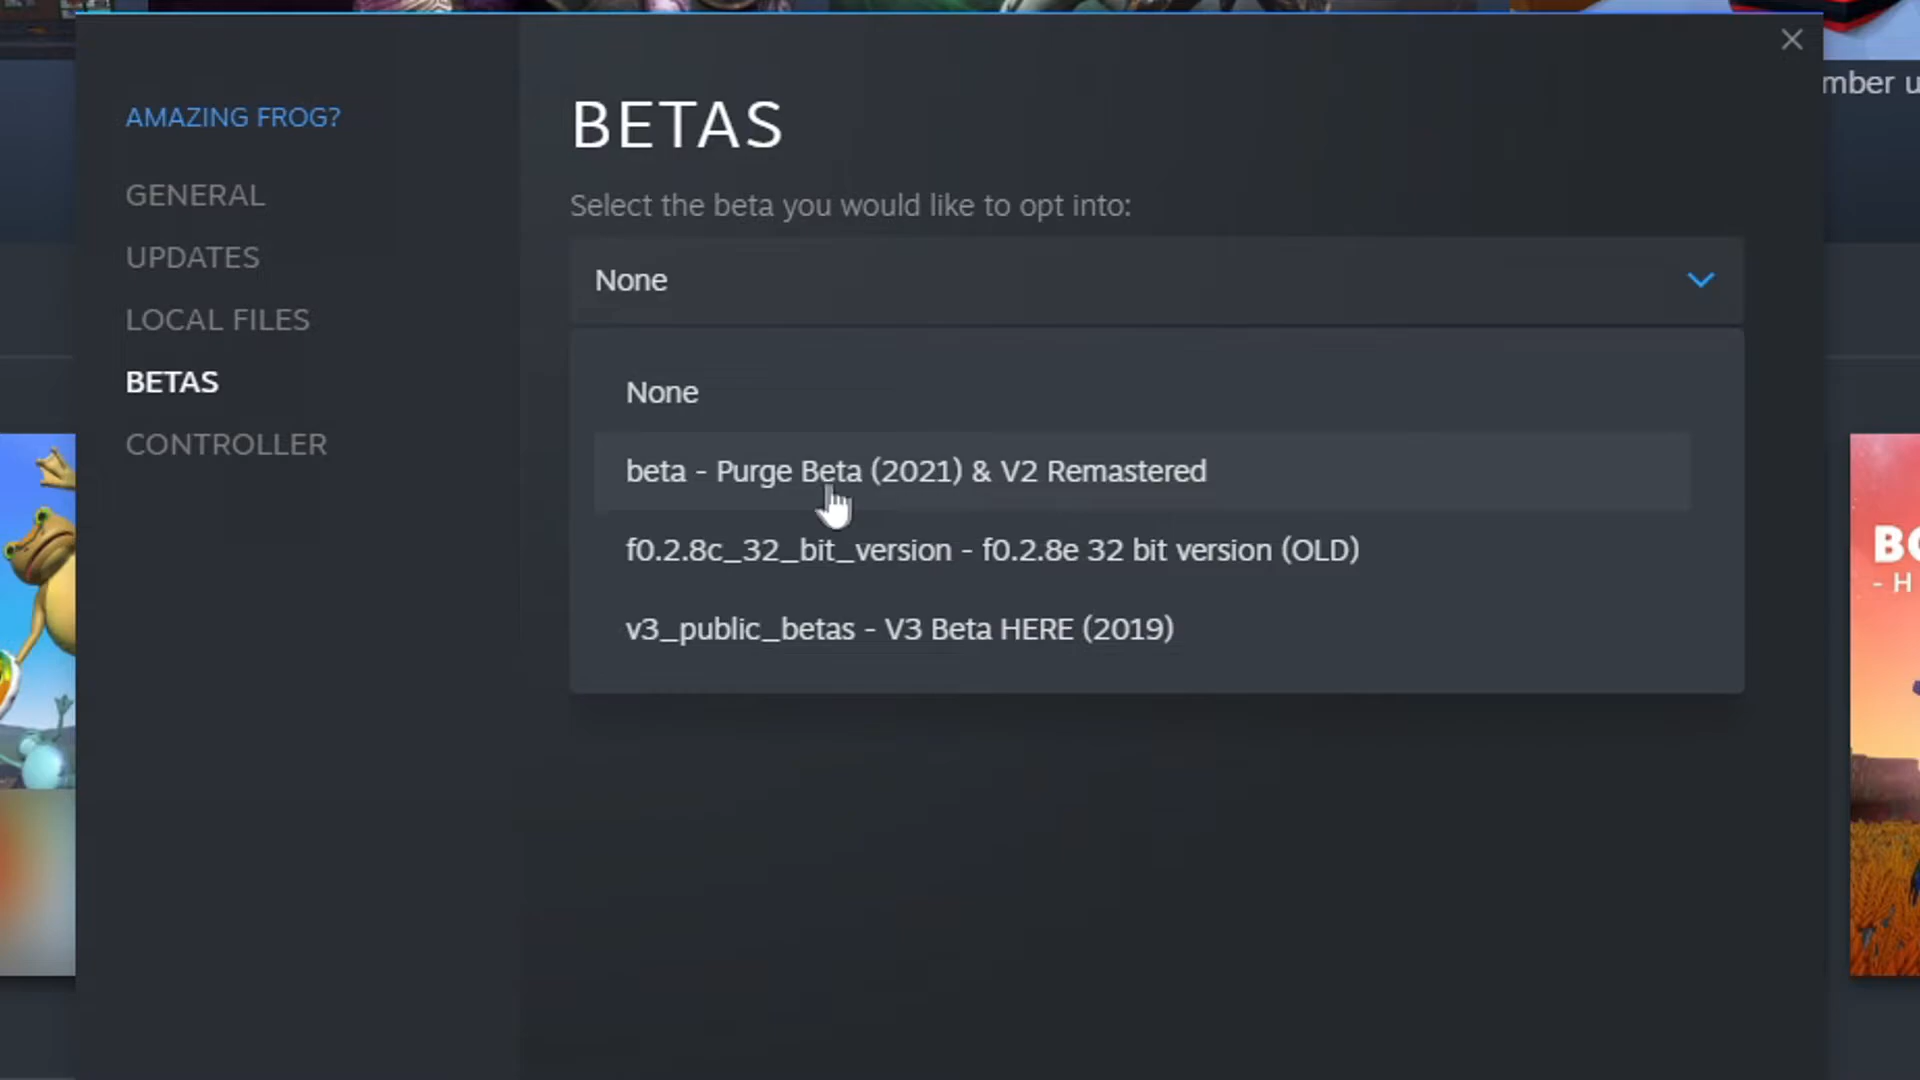 mber u
AMAZING FROG?
GENERAL
UPDATES
LOCAL FILES
BETAS
CONTROLLER
BETAS
Select the beta you would like to opt into:
None
None
beta - Purge Beta (2021) & V2 Remastered
f0.2.8c_32_bit_version - f0.2.8e 32 bit version (OLD)
v3_public_betas - V3 Beta HERE (2019)
BO
- H